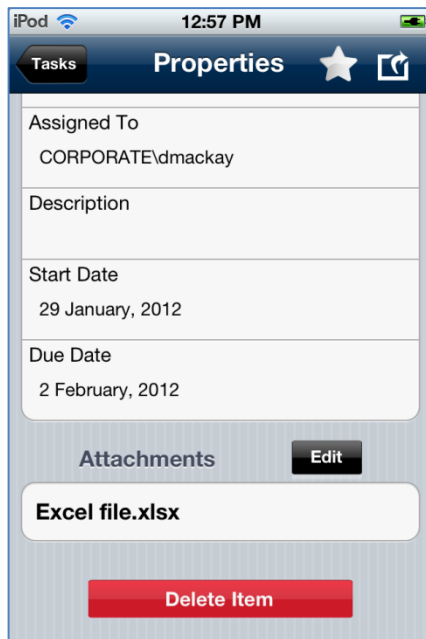 iPod 12:57 PM
Tasks Properties
Assigned To
CORPORATE\dmackay
Description
Start Date
29 January, 2012
Due Date
2 February, 2012
Attachments Edit
Excel file.xlsx
Delete Item